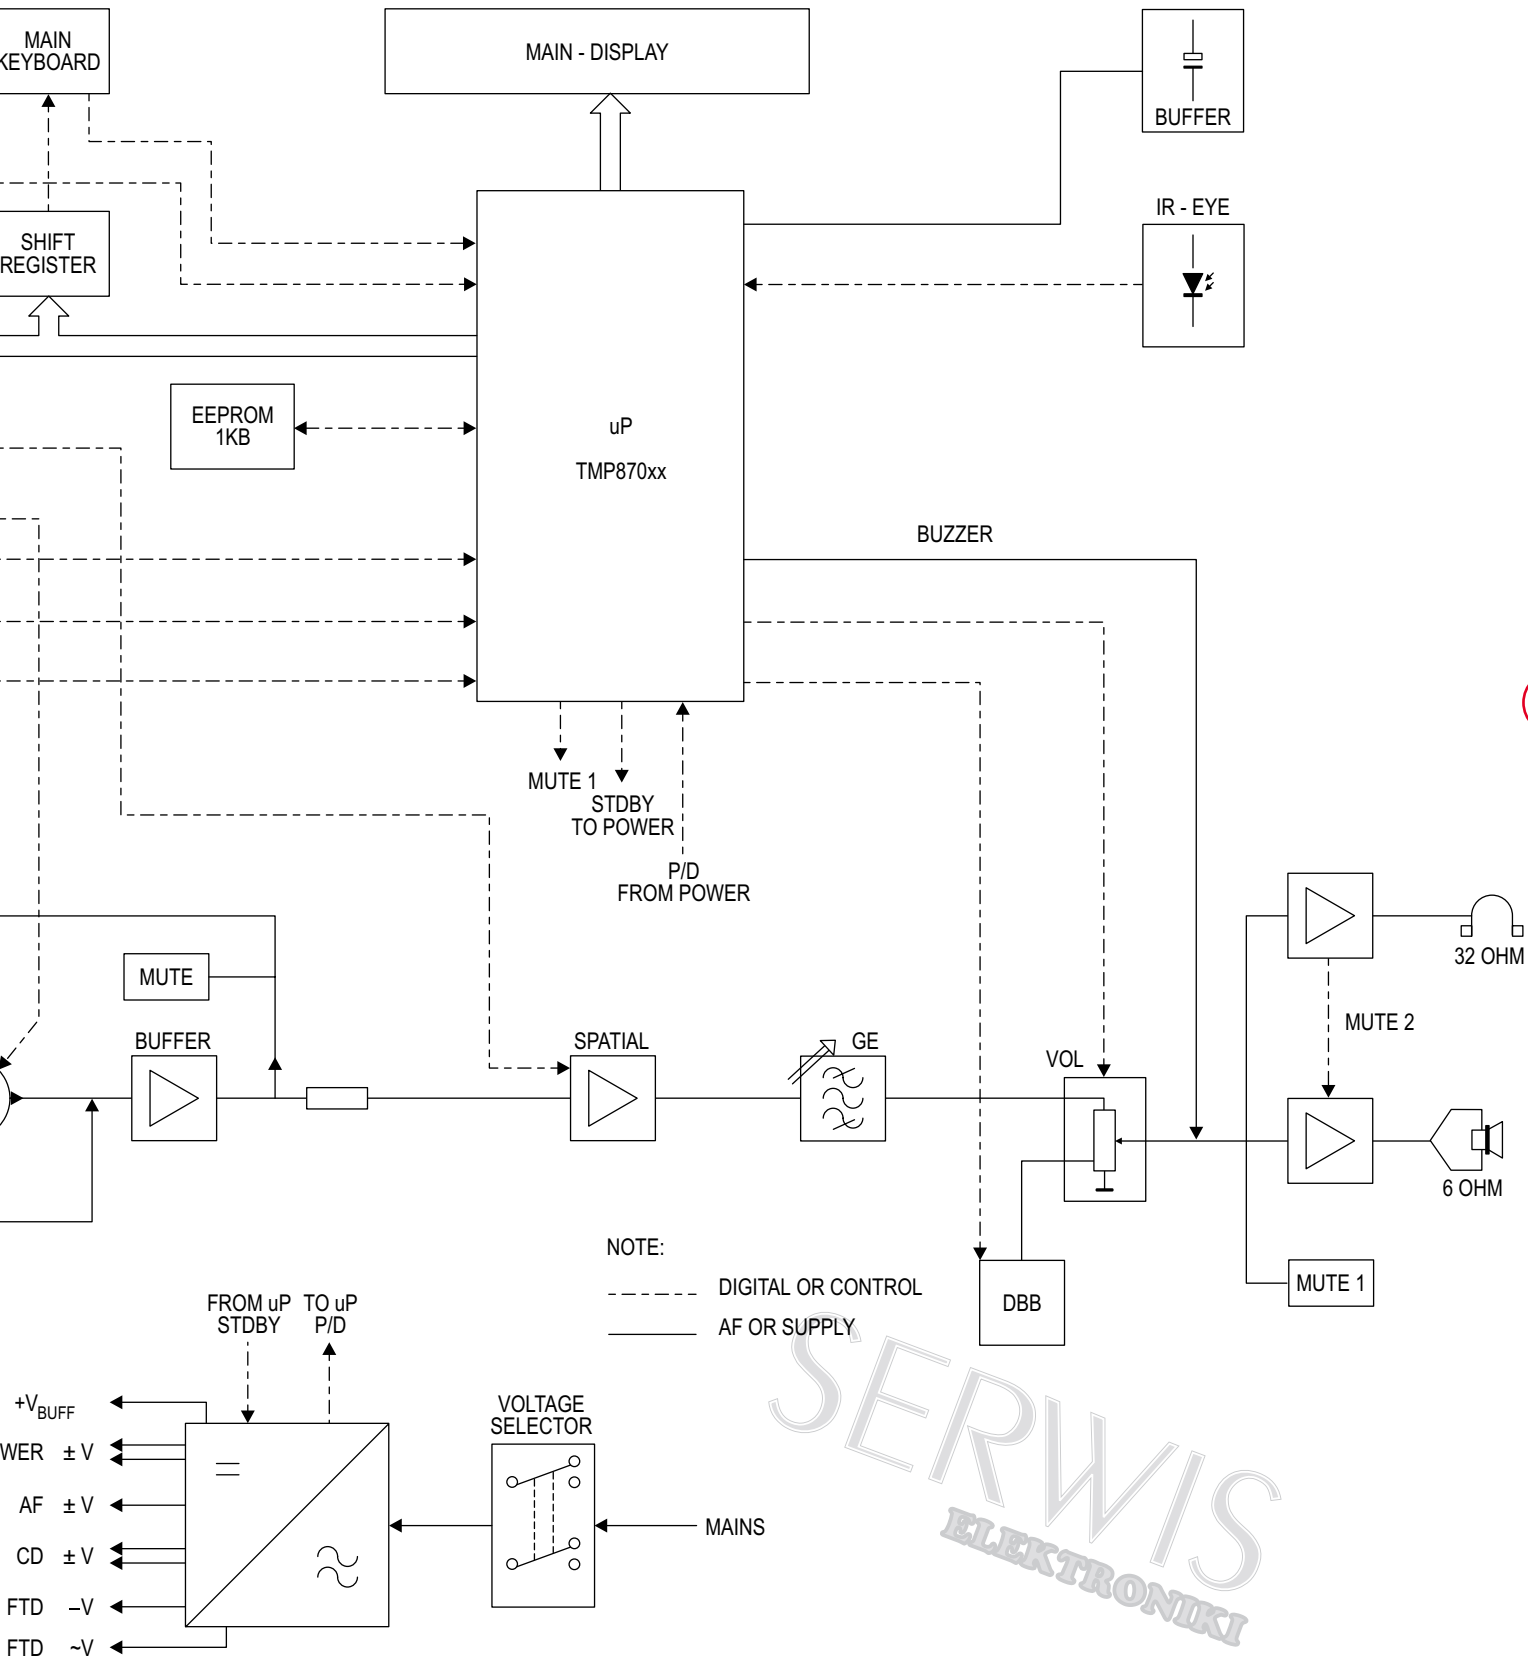 MAIN
KEYBOARD
MAIN - DISPLAY
BUFFER
IR - EYE
SHIFT
REGISTER
EEPROM
1KB
uP
TMP870xx
BUZZER
MUTE 1
STDBY
TO POWER
P/D
FROM POWER
MUTE
BUFFER
SPATIAL
GE
VOL
32 OHM
MUTE 2
6 OHM
NOTE:
DIGITAL OR CONTROL
AF OR SUPPLY
DBB
MUTE 1
FROM uP
STDBY
TO uP
P/D
+VBUFF
WER ± V
AF ± V
CD ± V
FTD –V
FTD ~V
VOLTAGE
SELECTOR
MAINS
SERWIS
ELEKTRONIKI